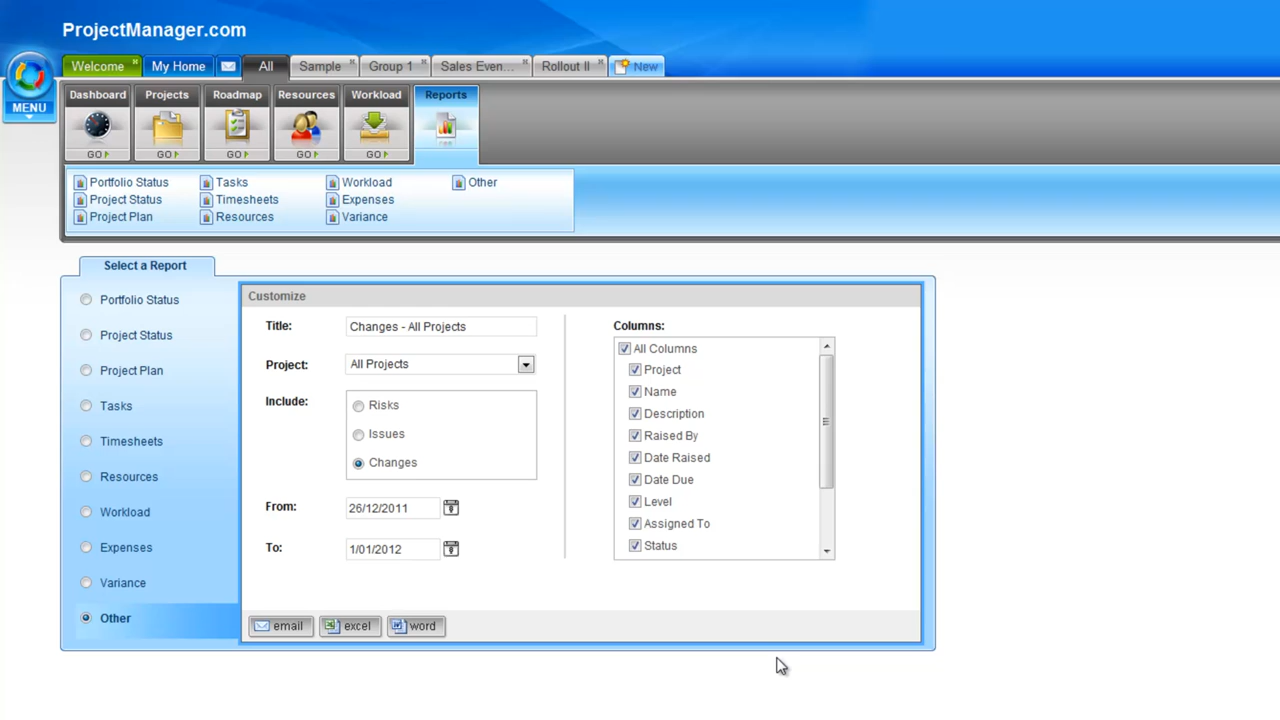 ProjectManager.com
Welcome My Home All Sample Group 1 Sales Even... Rollout II New
MENU
Dashboard Projects Roadmap Resources Workload Reports
GO GO GO GO GO
Portfolio Status Tasks Workload Other
Project Status Timesheets Expenses
Project Plan Resources Variance
Select a Report
Portfolio Status
Project Status
Project Plan
Tasks
Timesheets
Resources
Workload
Expenses
Variance
Other
Customize
Title: Changes - All Projects
Project: All Projects
Include: Risks
Issues
Changes
From: 26/12/2011
To: 1/01/2012
Columns:
All Columns
Project
Name
Description
Raised By
Date Raised
Date Due
Level
Assigned To
Status
email excel word